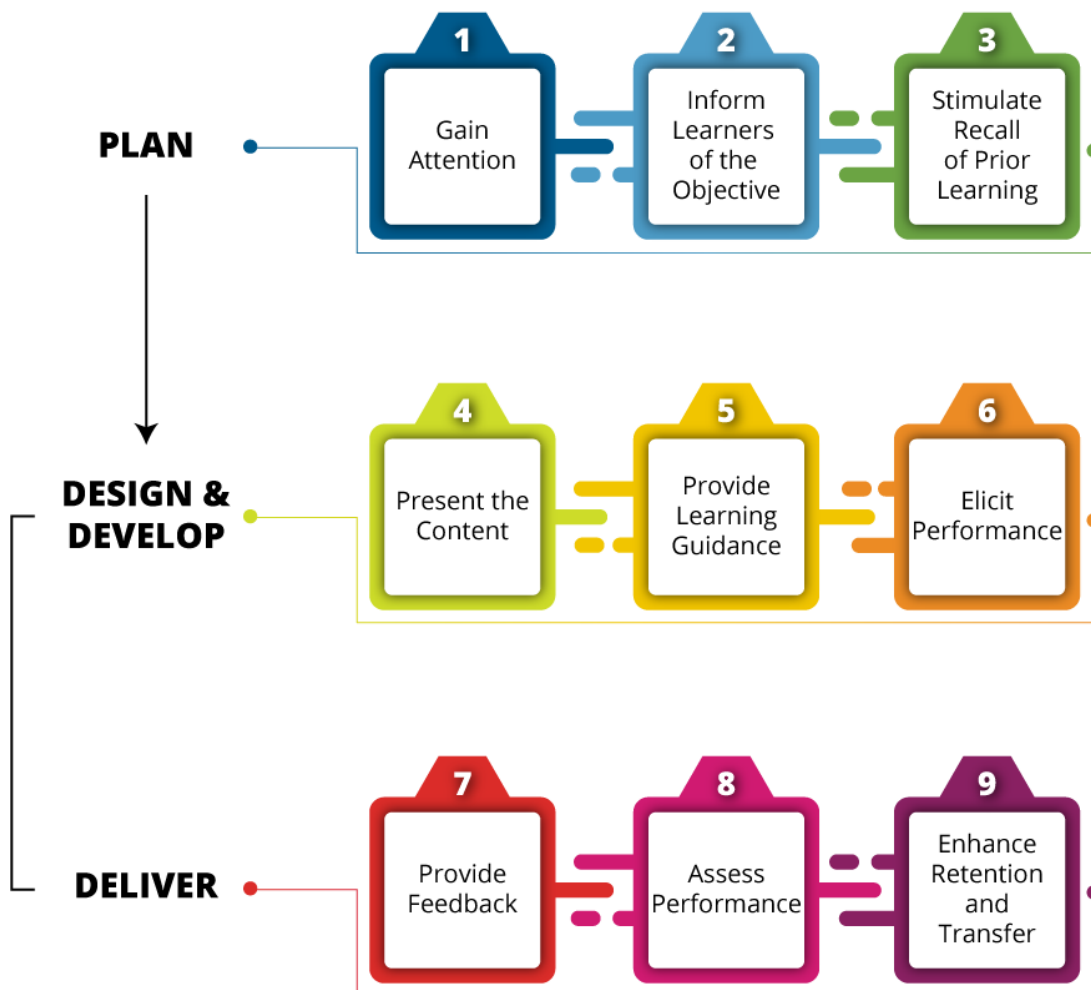 PLAN
1
Gain
Attention
2
Inform
Learners
of the
Objective
3
Stimulate
Recall
of Prior
Learning
DESIGN &
DEVELOP
4
Present the
Content
5
Provide
Learning
Guidance
6
Elicit
Performance
DELIVER
7
Provide
Feedback
8
Assess
Performance
9
Enhance
Retention
and
Transfer